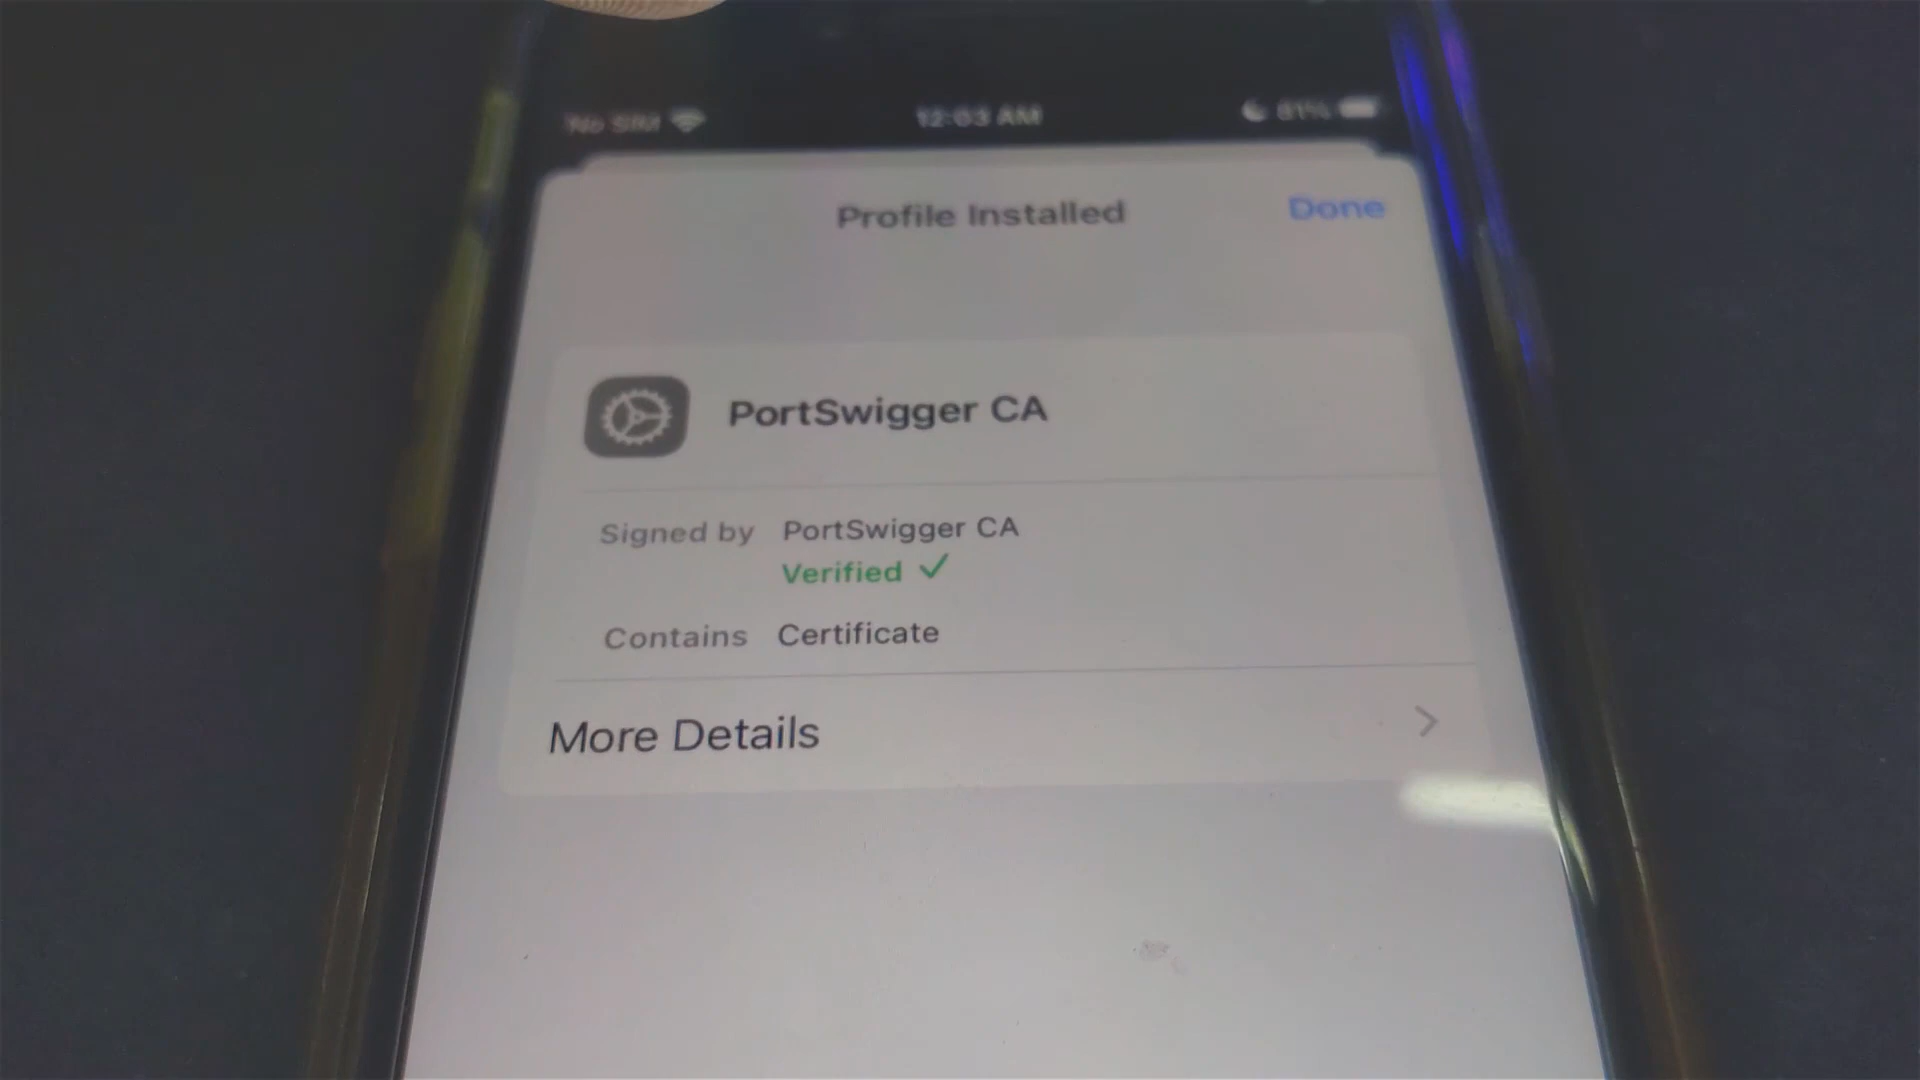 No SIM 12:03 AM 81%
Profile Installed Done
PortSwigger CA
Signed by PortSwigger CA
Verified ✓
Contains Certificate
More Details